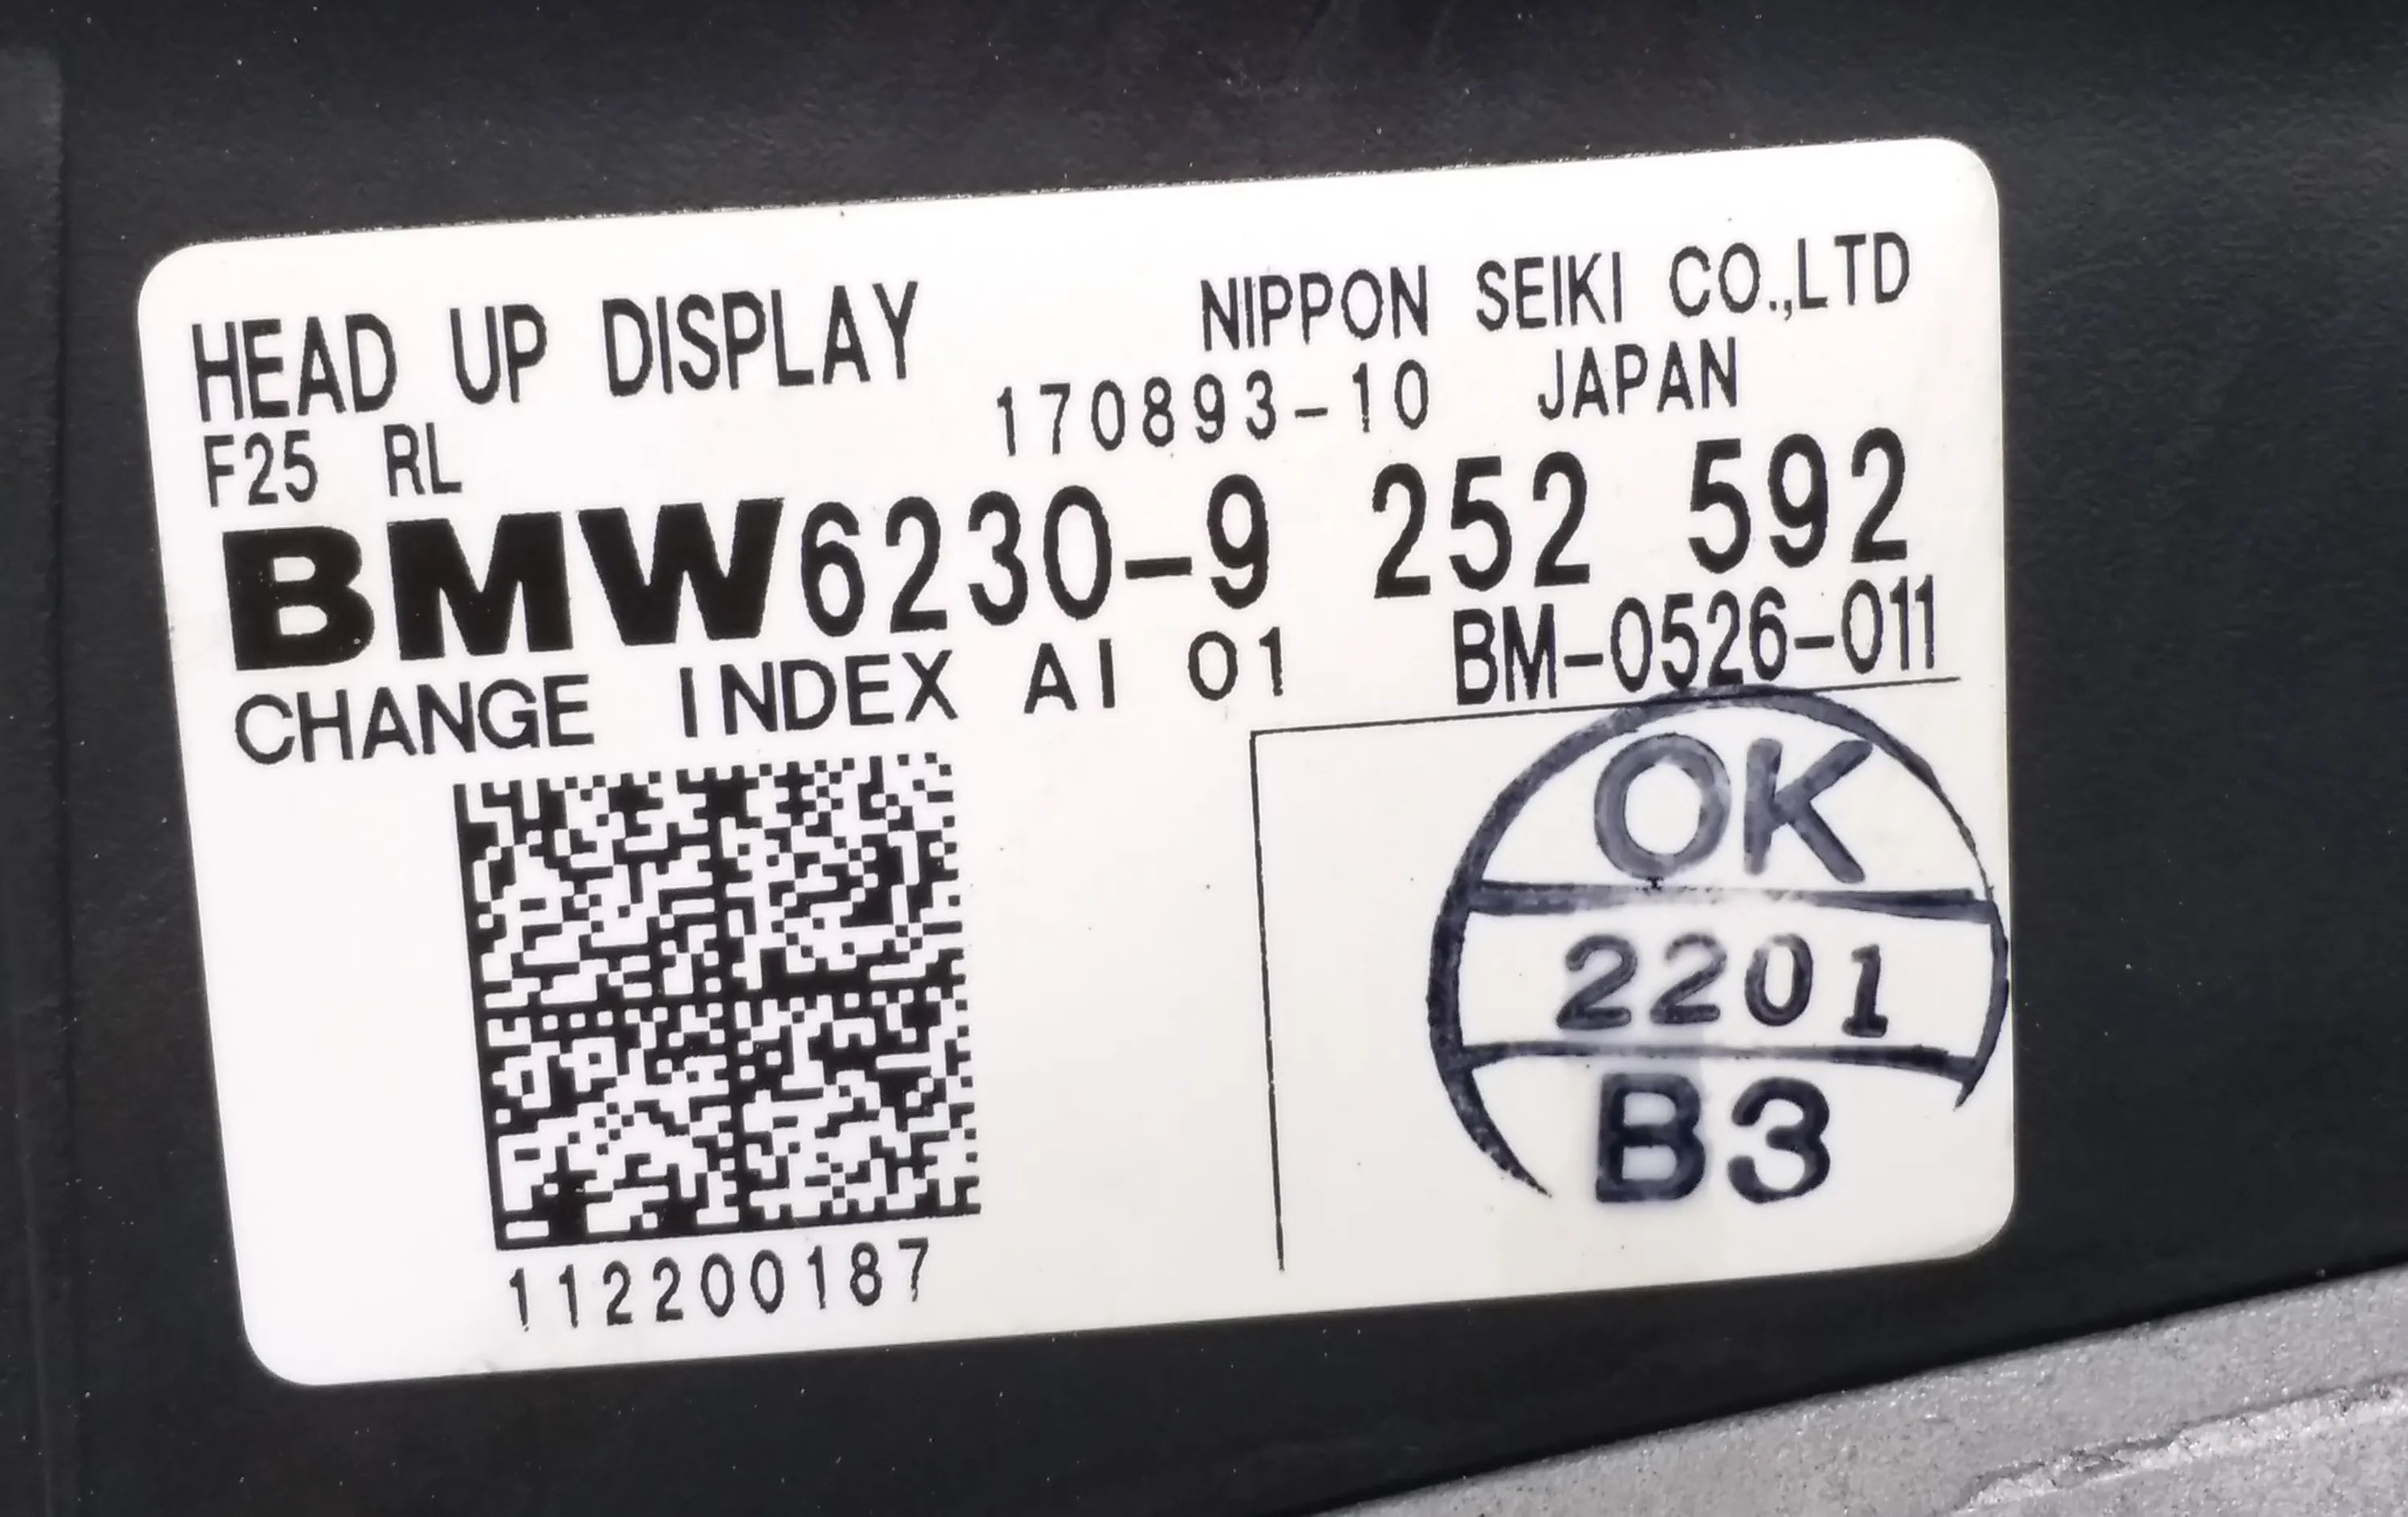 HEAD UP DISPLAY
NIPPON SEIKI CO.,LTD
F25 RL
170893-10 JAPAN
BMW6230-9 252 592
CHANGE INDEX AI 01
BM-0526-011
OK
2201
B3
112200187